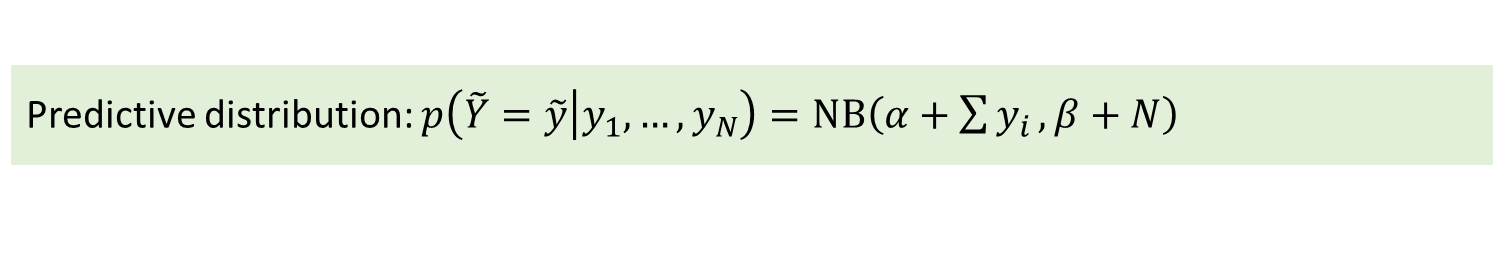 Predictive distribution: p(Ỹ = ỹ|y₁, … , y_N) = NB(α + ∑ yᵢ , β + N)